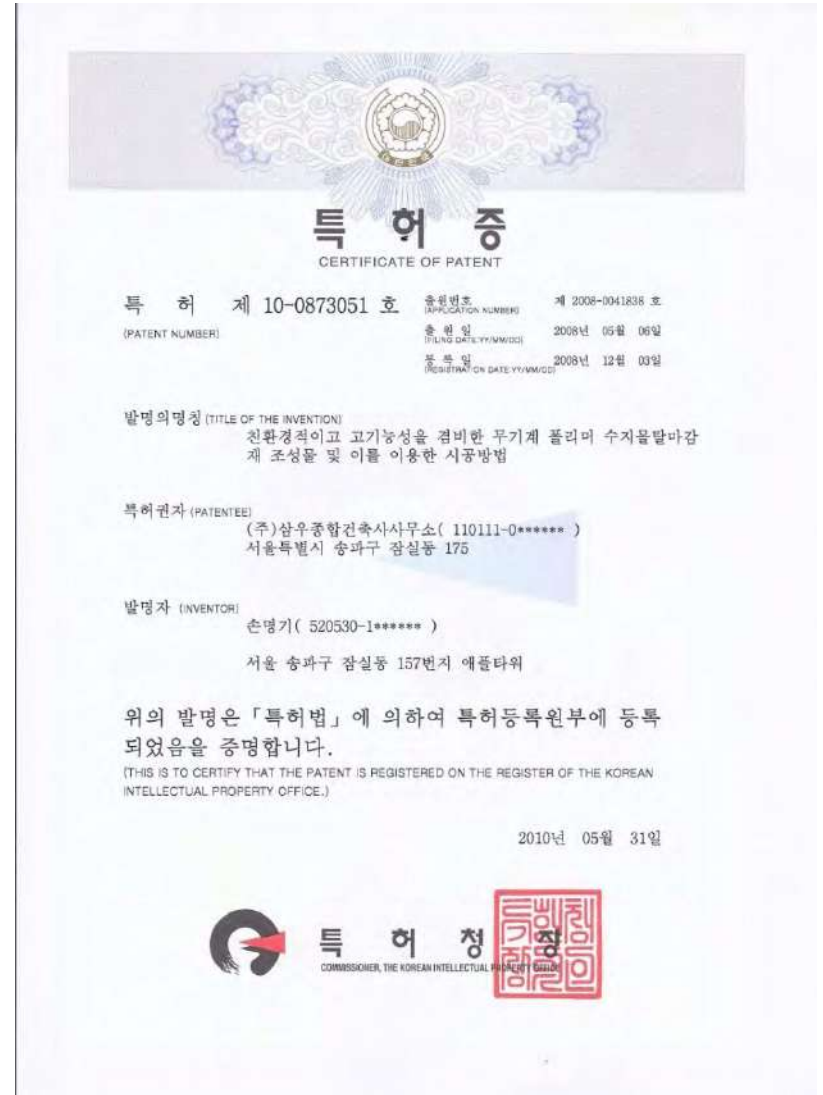 대한민국
특 허 증
CERTIFICATE OF PATENT
특 허 제 10-0873051 호
(PATENT NUMBER)
출원번호 제 2008-0041838 호
(APPLICATION NUMBER)
출 원 일 2008년 05월 06일
(FILING DATE:YY/MM/DD)
등 록 일 2008년 12월 03일
(REGISTRATION DATE:YY/MM/DD)
발명의명칭 (TITLE OF THE INVENTION)
친환경적이고 고기능성을 겸비한 무기계 폴리머 수지몰탈마감
재 조성물 및 이를 이용한 시공방법
특허권자 (PATENTEE)
(주)삼우종합건축사사무소( 110111-0****** )
서울특별시 송파구 잠실동 175
발명자 (INVENTOR)
손명기( 520530-1****** )
서울 송파구 잠실동 157번지 애플타워
위의 발명은 「특허법」에 의하여 특허등록원부에 등록
되었음을 증명합니다.
(THIS IS TO CERTIFY THAT THE PATENT IS REGISTERED ON THE REGISTER OF THE KOREAN
INTELLECTUAL PROPERTY OFFICE.)
2010년 05월 31일
특 허 청 장
COMMISSIONER, THE KOREAN INTELLECTUAL PROPERTY OFFICE